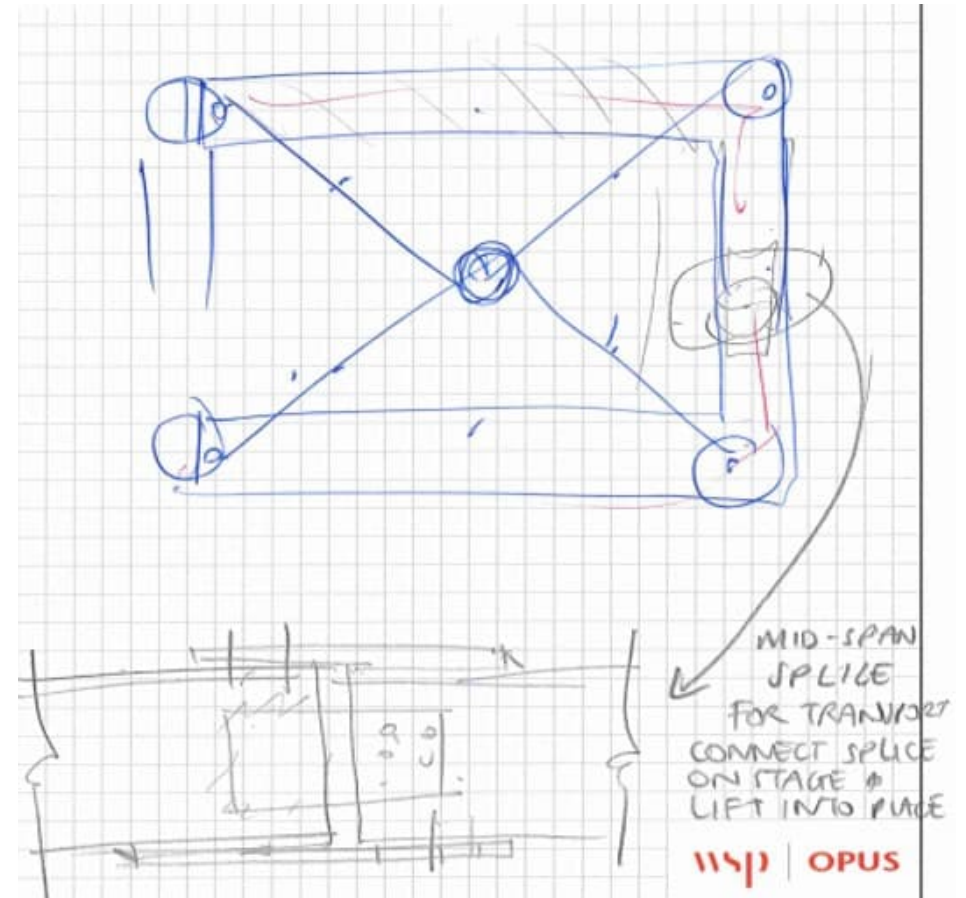 MID-SPAN
SPLICE
FOR TRANSPORT
CONNECT SPLICE
ON STAGE &
LIFT INTO PLACE
wsp | OPUS